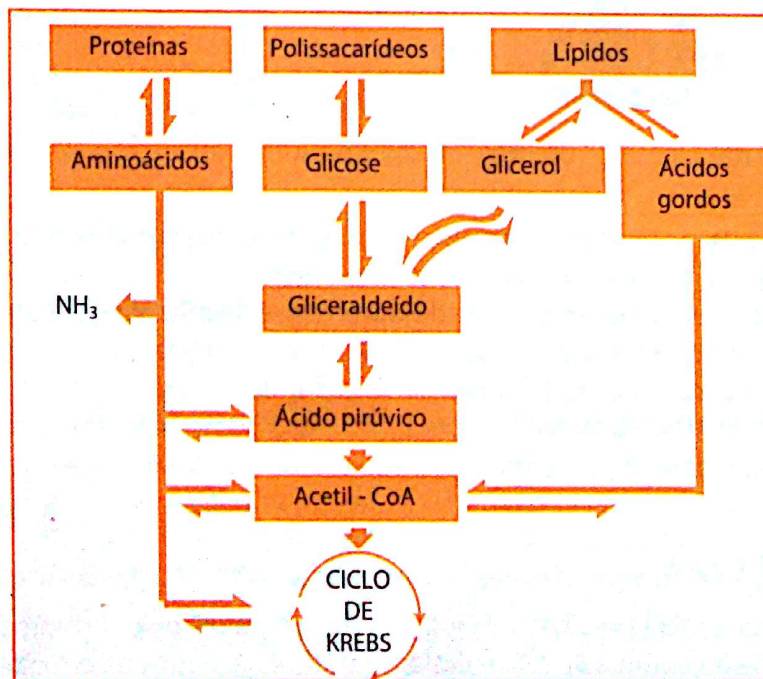 Proteínas
Polissacarídeos
Lípidos
Aminoácidos
Glicose
Glicerol
Ácidos
gordos
NH₃
Gliceraldeído
Ácido pirúvico
Acetil - CoA
CICLO
DE
KREBS